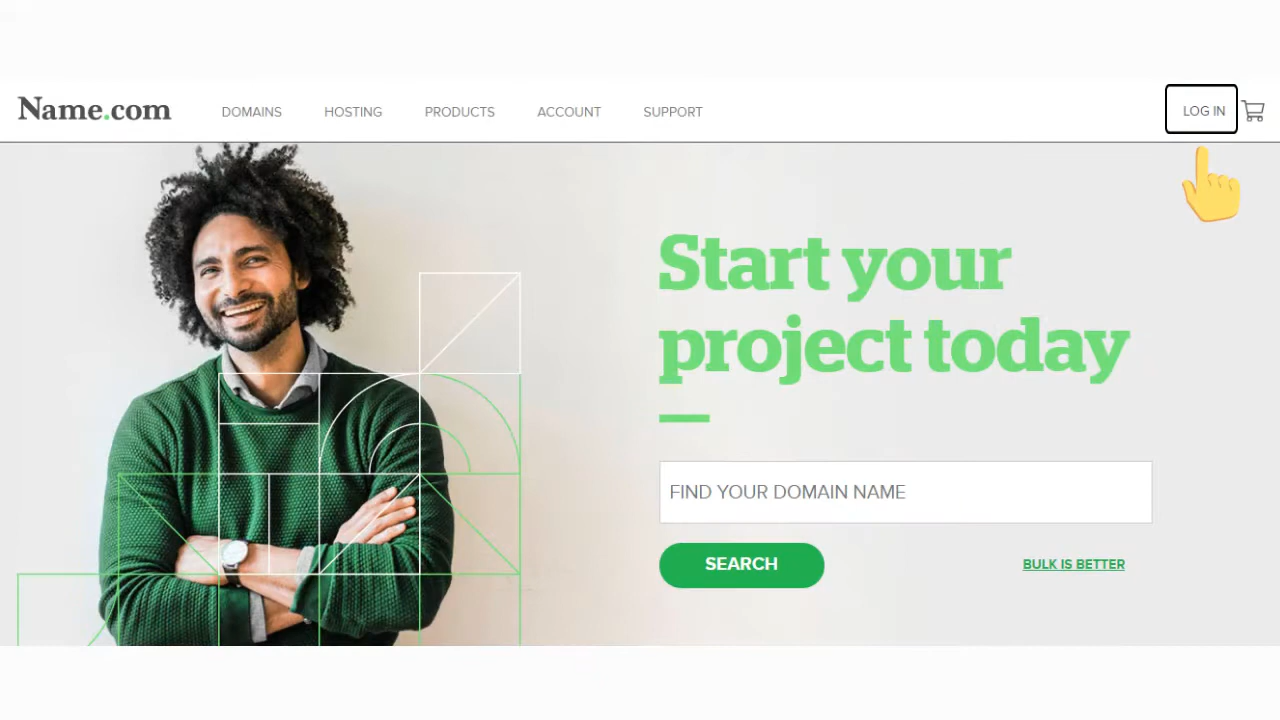 Name.com
DOMAINS
HOSTING
PRODUCTS
ACCOUNT
SUPPORT
LOG IN
Start your
project today
FIND YOUR DOMAIN NAME
SEARCH
BULK IS BETTER